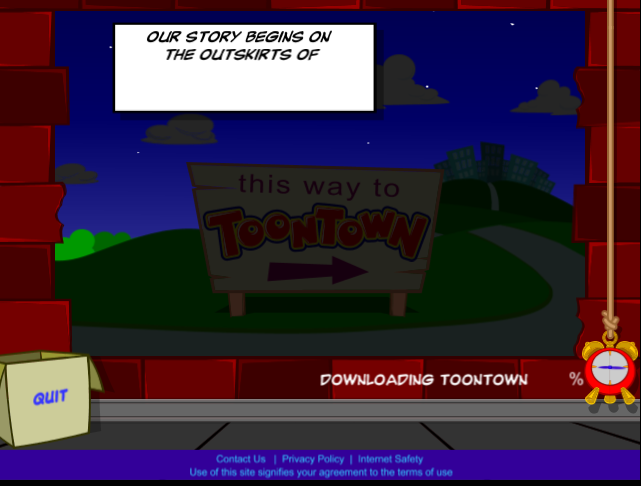 OUR STORY BEGINS ON
THE OUTSKIRTS OF
this way to
TOONTOWN
DOWNLOADING TOONTOWN %
QUIT
Contact Us | Privacy Policy | Internet Safety
Use of this site signifies your agreement to the terms of use